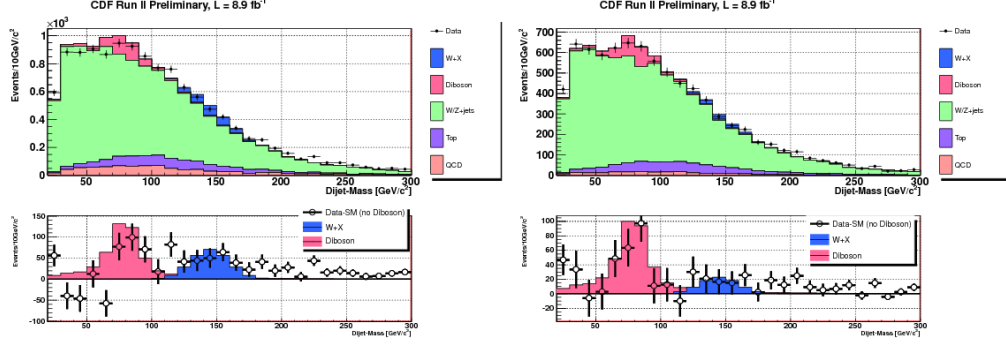 CDF Run II Preliminary, L = 8.9 fb⁻¹
×10³
Events/10GeV/c²
1
0.8
0.6
0.4
0.2
0
50 100 150 200 250 300
Dijet-Mass [GeV/c²]
Data
W+X
Diboson
W/Z+jets
Top
QCD
CDF Run II Preliminary, L = 8.9 fb⁻¹
Events/10GeV/c²
700
600
500
400
300
200
100
0
50 100 150 200 250 300
Dijet-Mass [GeV/c²]
Data
W+X
Diboson
W/Z+jets
Top
QCD
Events/10GeV/c²
150
100
50
0
-50
-100
50 100 150 200 250 300
Dijet-Mass [GeV/c²]
Data-SM (no Diboson)
W+X
Diboson
Events/10GeV/c²
100
80
60
40
20
0
-20
-40
50 100 150 200 250 300
Dijet-Mass [GeV/c²]
Data-SM (no Diboson)
W+X
Diboson